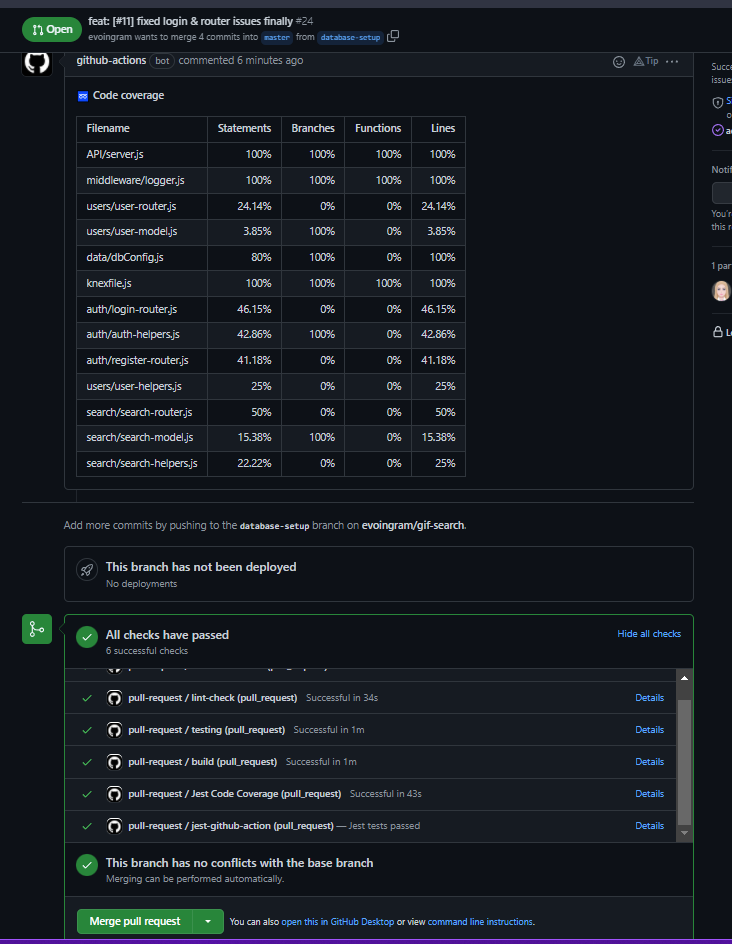 Open
feat: [#11] fixed login & router issues finally #24
evoingram wants to merge 4 commits into master from database-setup
github-actions bot commented 6 minutes ago
Tip
Code coverage
Filename Statements Branches Functions Lines
API/server.js 100% 100% 100% 100%
middleware/logger.js 100% 100% 100% 100%
users/user-router.js 24.14% 0% 0% 24.14%
users/user-model.js 3.85% 100% 0% 3.85%
data/dbConfig.js 80% 100% 0% 100%
knexfile.js 100% 100% 100% 100%
auth/login-router.js 46.15% 0% 0% 46.15%
auth/auth-helpers.js 42.86% 100% 0% 42.86%
auth/register-router.js 41.18% 0% 0% 41.18%
users/user-helpers.js 25% 0% 0% 25%
search/search-router.js 50% 0% 0% 50%
search/search-model.js 15.38% 100% 0% 15.38%
search/search-helpers.js 22.22% 0% 0% 25%
Add more commits by pushing to the database-setup branch on evoingram/gif-search.
This branch has not been deployed
No deployments
All checks have passed
6 successful checks
Hide all checks
pull-request / lint-check (pull_request) Successful in 34s Details
pull-request / testing (pull_request) Successful in 1m Details
pull-request / build (pull_request) Successful in 1m Details
pull-request / Jest Code Coverage (pull_request) Successful in 43s Details
pull-request / jest-github-action (pull_request) — Jest tests passed Details
This branch has no conflicts with the base branch
Merging can be performed automatically.
Merge pull request
You can also open this in GitHub Desktop or view command line instructions.
Succe
issue
Notif
You'r
this r
1 par